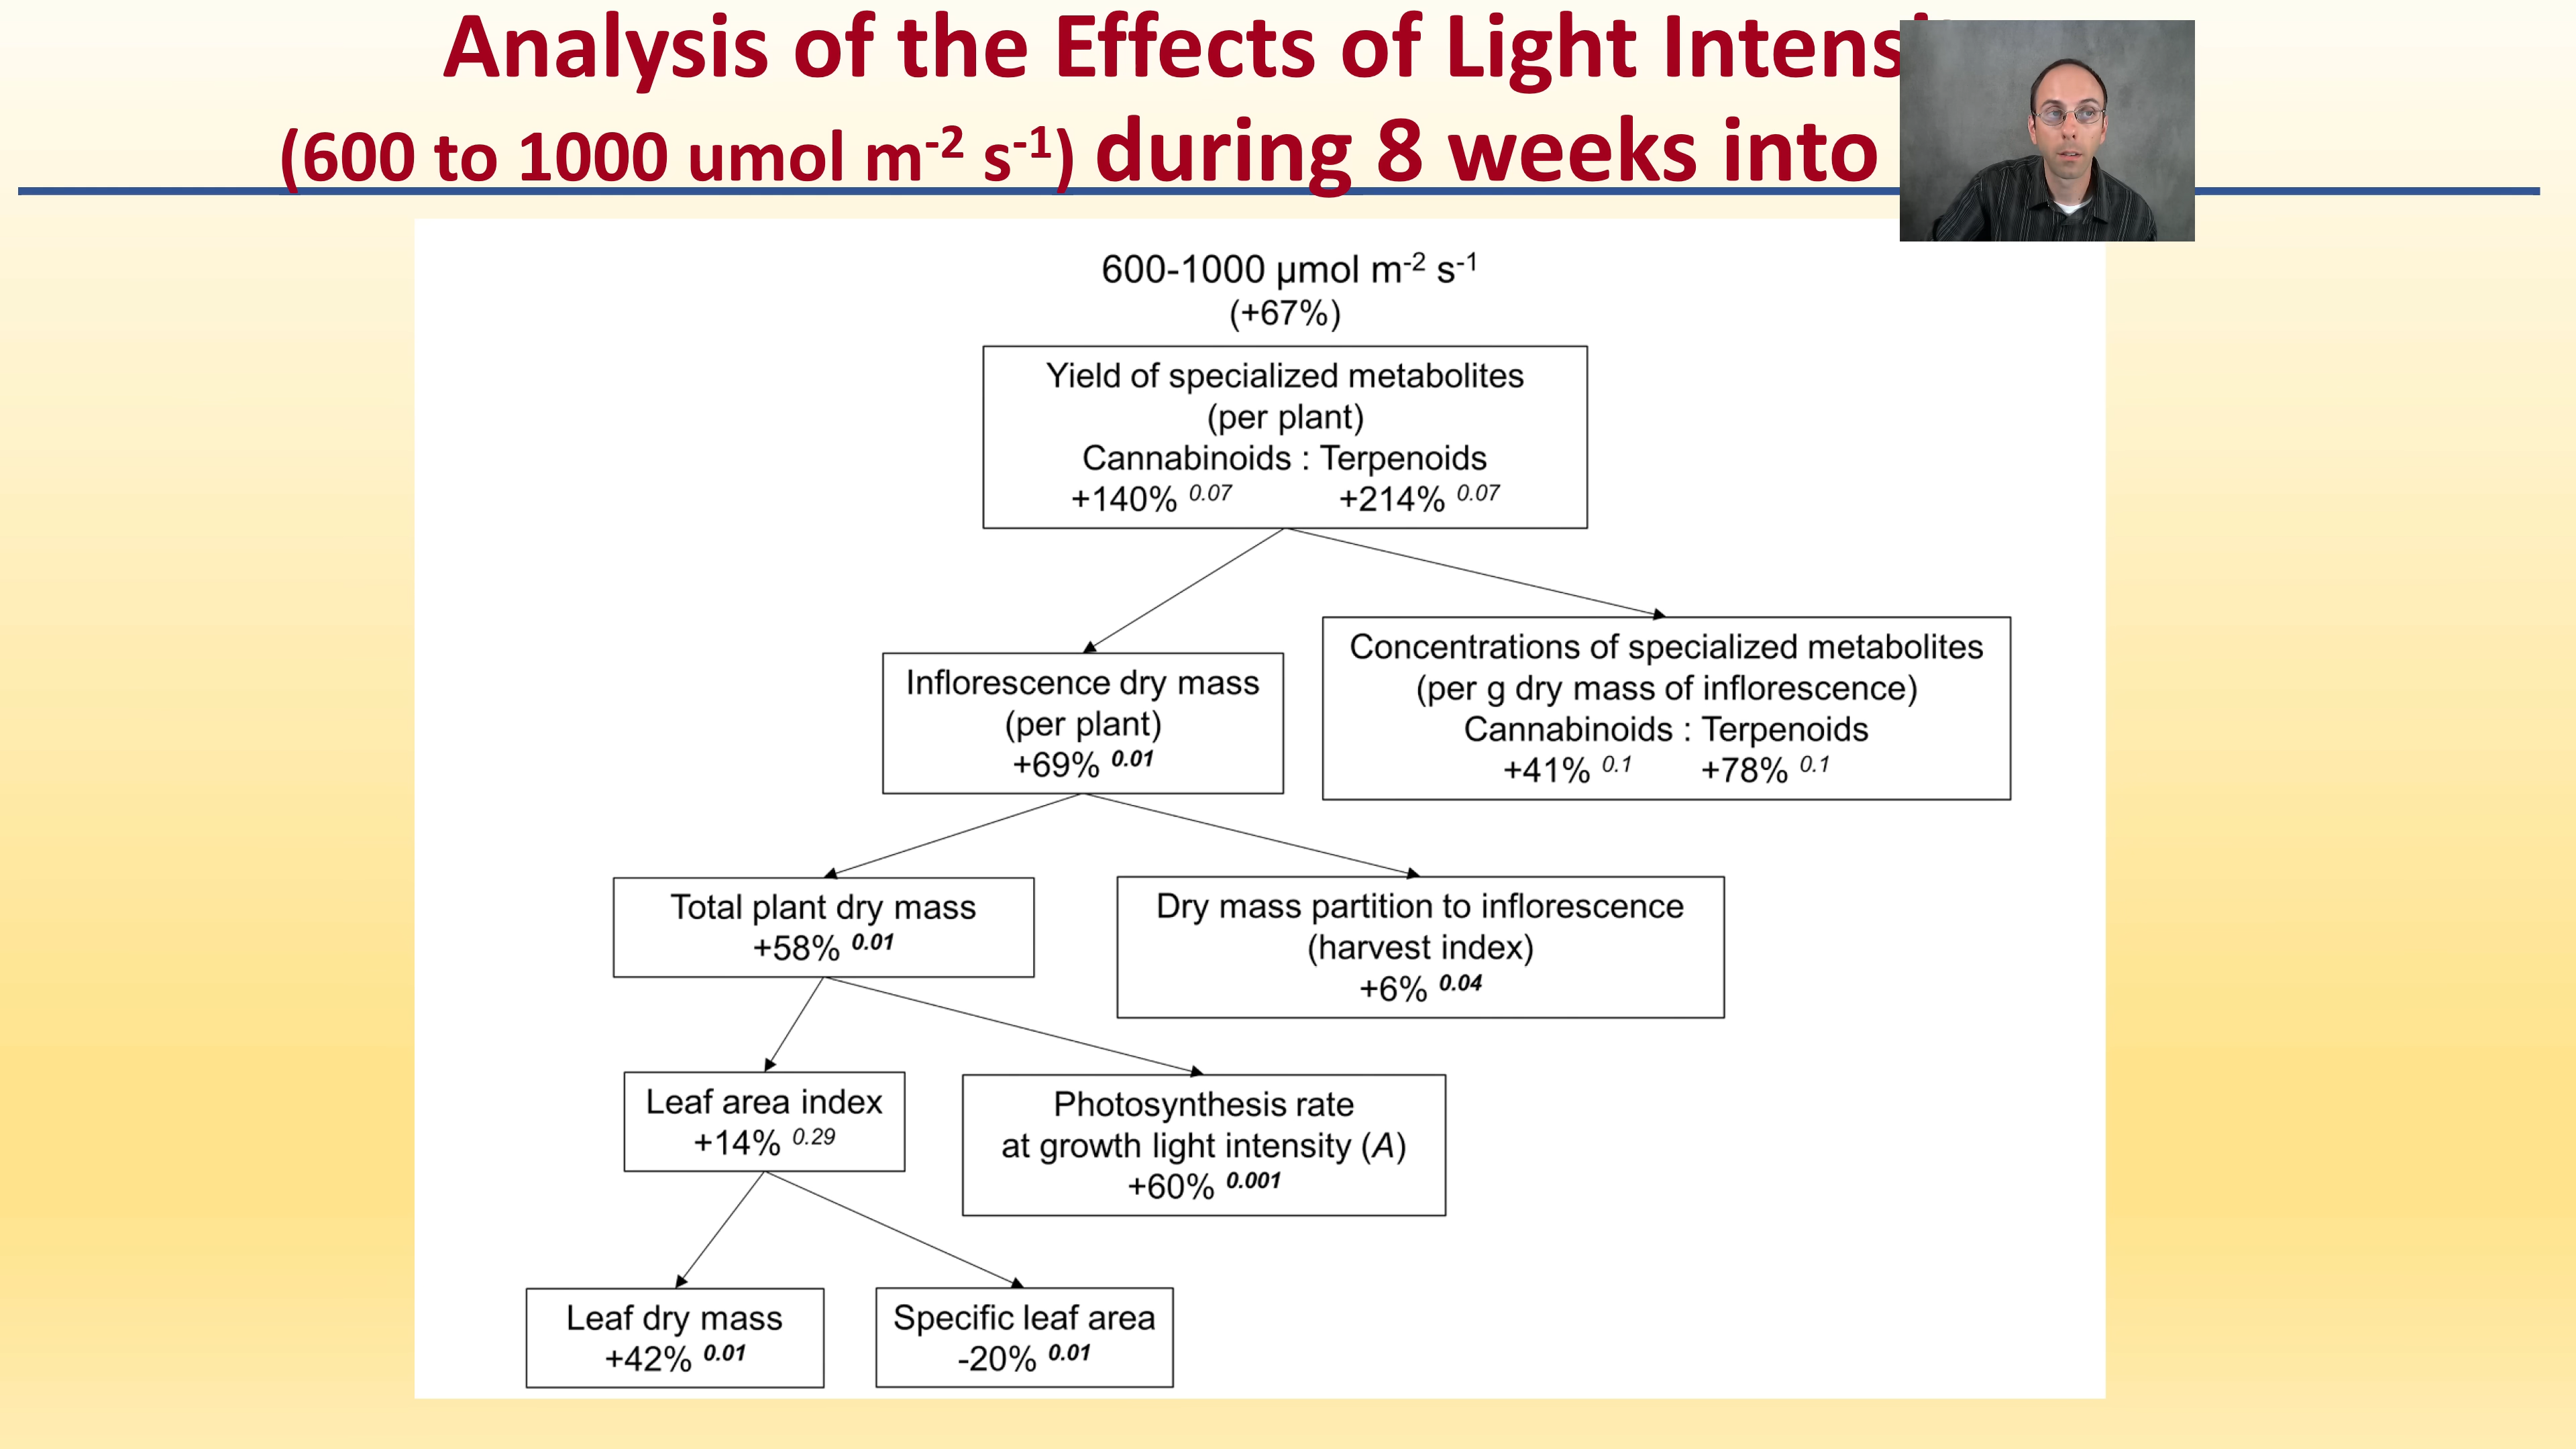 Analysis of the Effects of Light
(600 to 1000 umol m-2 s-1) during 8 weeks into
600-1000 µmol m-2 s-1
(+67%)
Yield of specialized metabolites
(per plant)
Cannabinoids : Terpenoids
+140% 0.07 +214% 0.07
Inflorescence dry mass
(per plant)
+69% 0.01
Concentrations of specialized metabolites
(per g dry mass of inflorescence)
Cannabinoids : Terpenoids
+41% 0.1 +78% 0.1
Total plant dry mass
+58% 0.01
Dry mass partition to inflorescence
(harvest index)
+6% 0.04
Leaf area index
+14% 0.29
Photosynthesis rate
at growth light intensity (A)
+60% 0.001
Leaf dry mass
+42% 0.01
Specific leaf area
-20% 0.01